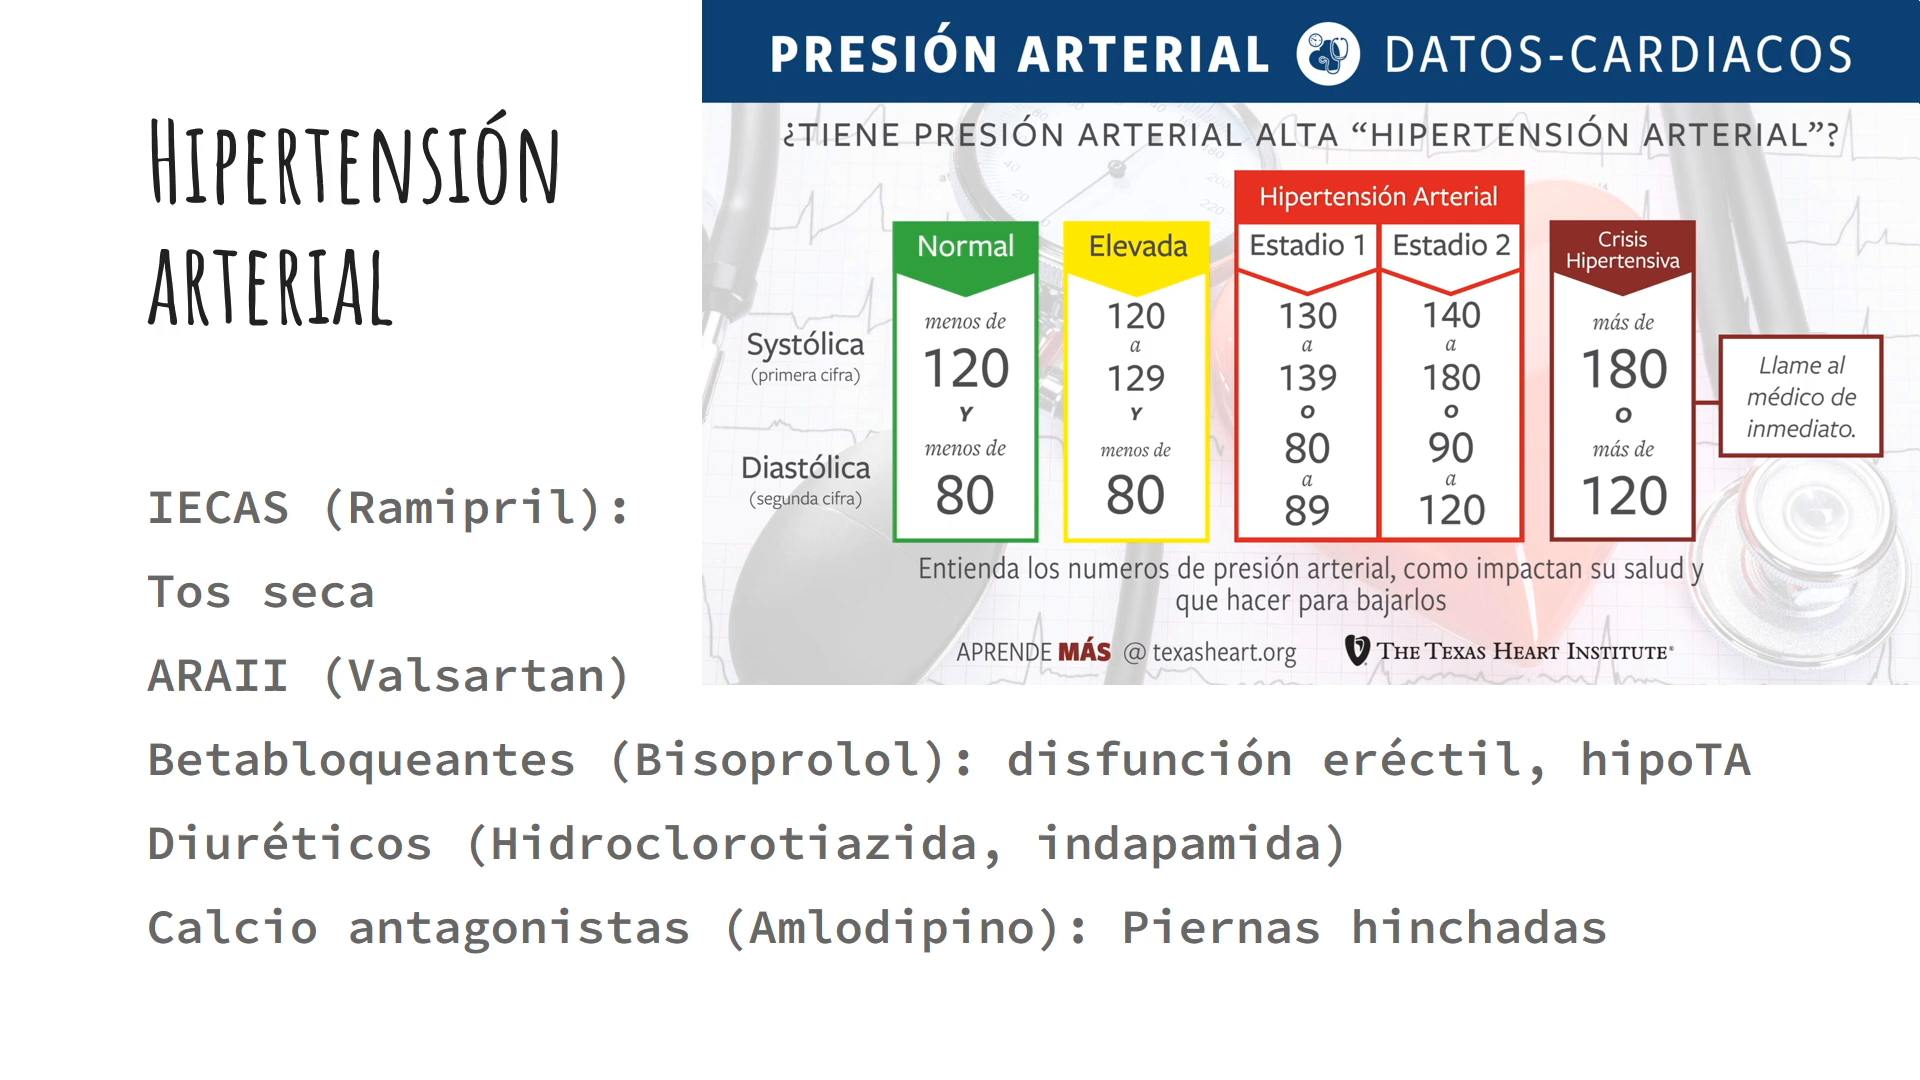 Hipertensión
arterial
IECAS (Ramipril):
Tos seca
ARAII (Valsartan)
Betabloqueantes (Bisoprolol): disfunción eréctil, hipoTA
Diuréticos (Hidroclorotiazida, indapamida)
Calcio antagonistas (Amlodipino): Piernas hinchadas
PRESIÓN ARTERIAL DATOS-CARDIACOS
¿TIENE PRESIÓN ARTERIAL ALTA “HIPERTENSIÓN ARTERIAL”?
Systólica
(primera cifra)
Diastólica
(segunda cifra)
Normal
menos de
120
Y
menos de
80
Elevada
120
a
129
Y
menos de
80
Hipertensión Arterial
Estadio 1
130
a
139
o
80
a
89
Estadio 2
140
a
180
o
90
a
120
Crisis
Hipertensiva
más de
180
o
más de
120
Llame al
médico de
inmediato.
Entienda los numeros de presión arterial, como impactan su salud y
que hacer para bajarlos
APRENDE MÁS @ texasheart.org
THE TEXAS HEART INSTITUTE®